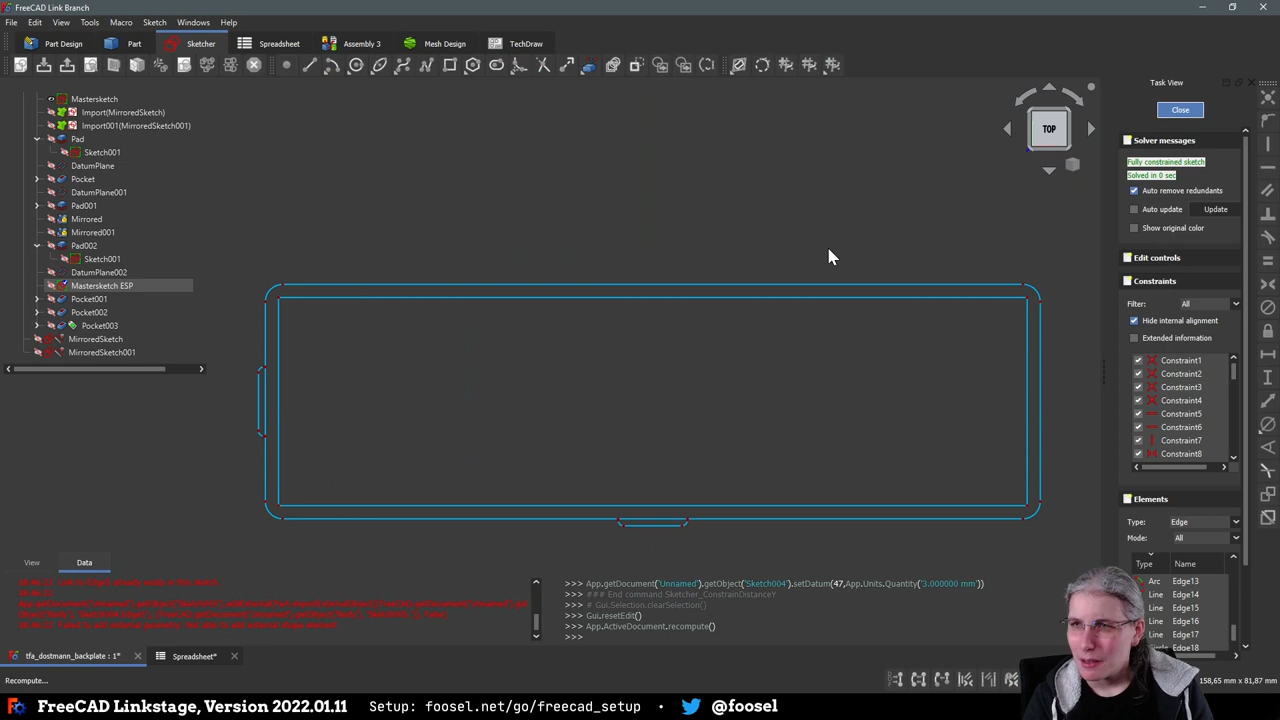 FreeCAD Link Branch
File Edit View Tools Macro Sketch Windows Help
Part Design Part Sketcher Spreadsheet Assembly 3 Mesh Design TechDraw
Mastersketch
Import(MirroredSketch)
Import001(MirroredSketch001)
Pad
Sketch001
DatumPlane
Pocket
DatumPlane001
Pad001
Mirrored
Mirrored001
Pad002
Sketch001
DatumPlane002
Mastersketch ESP
Pocket001
Pocket002
Pocket003
MirroredSketch
MirroredSketch001
TOP
Task View
Close
Solver messages
Fully constrained sketch
Solved in 0 sec
Auto remove redundants
Auto update Update
Show original color
Edit controls
Constraints
Filter: All
Hide internal alignment
Extended information
Constraint1
Constraint2
Constraint3
Constraint4
Constraint5
Constraint6
Constraint7
Constraint8
Elements
Type: Edge
Mode: All
Type Name
Arc Edge13
Line Edge14
Line Edge15
Line Edge16
Line Edge17
Edge18
View Data
>>> App.getDocument('Unnamed').getObject('Sketch004').setDatum(47,App.Units.Quantity('3.000000 mm'))
>>> ### End command Sketcher_ConstrainDistanceY
>>> # Gui.Selection.clearSelection()
>>> Gui.resetEdit()
>>> App.ActiveDocument.recompute()
>>>
tfa_dostmann_backplate : 1* Spreadsheet*
Recompute...
158,65 mm x 81,87 mm
FreeCAD Linkstage, Version 2022.01.11 Setup: foosel.net/go/freecad_setup @foosel